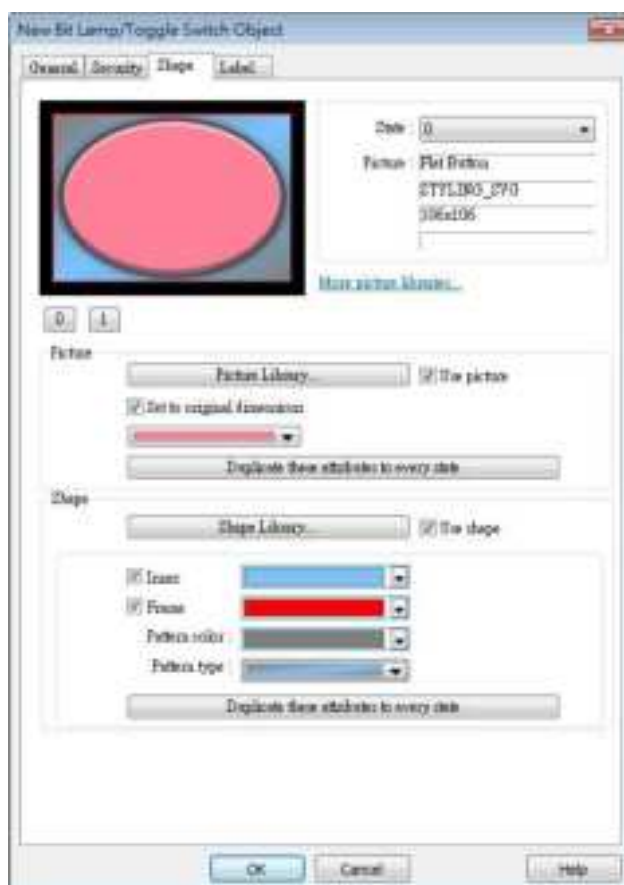 New Bit Lamp/Toggle Switch Object
General Security Shape Label
State : 0
Picture : Flat Button
STYLING_SVG
106x106
More picture libraries...
0 1
Picture
Picture Library... Use picture
Set to original dimensions
Duplicate these attributes to every state
Shape
Shape Library... Use shape
Inner
Frame
Pattern color :
Pattern type :
Duplicate these attributes to every state
OK Cancel Help